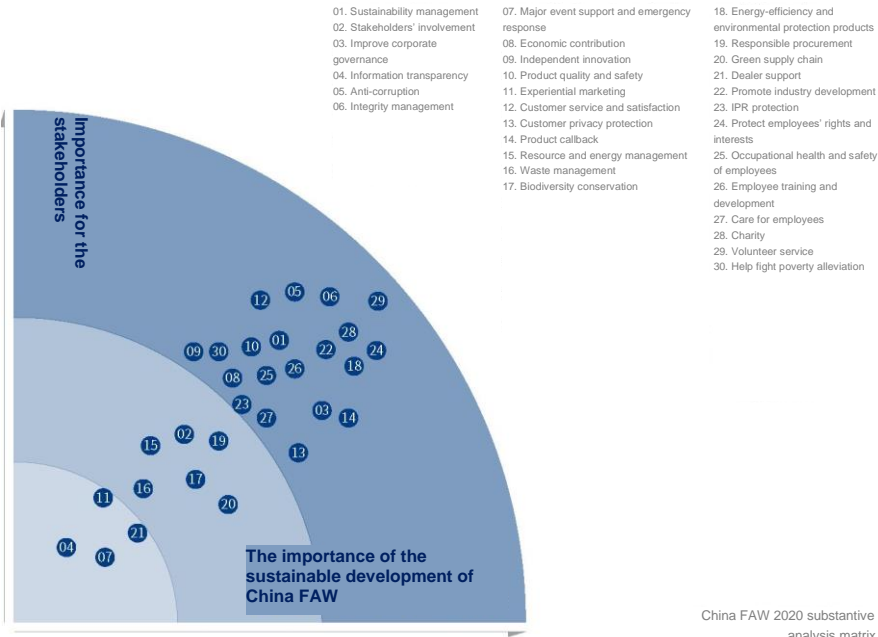 01. Sustainability management
02. Stakeholders' involvement
03. Improve corporate
governance
04. Information transparency
05. Anti-corruption
06. Integrity management
07. Major event support and emergency
response
08. Economic contribution
09. Independent innovation
10. Product quality and safety
11. Experiential marketing
12. Customer service and satisfaction
13. Customer privacy protection
14. Product callback
15. Resource and energy management
16. Waste management
17. Biodiversity conservation
18. Energy-efficiency and
environmental protection products
19. Responsible procurement
20. Green supply chain
21. Dealer support
22. Promote industry development
23. IPR protection
24. Protect employees' rights and
interests
25. Occupational health and safety
of employees
26. Employee training and
development
27. Care for employees
28. Charity
29. Volunteer service
30. Help fight poverty alleviation
Importance for the
stakeholders
12 05 06 29
28
09 30 10 01 22 24
08 25 26 18
23 27 03 14
13
15 02 19
11 16 17 20
21
04 07
The importance of the
sustainable development of
China FAW
China FAW 2020 substantive
analysis matrix